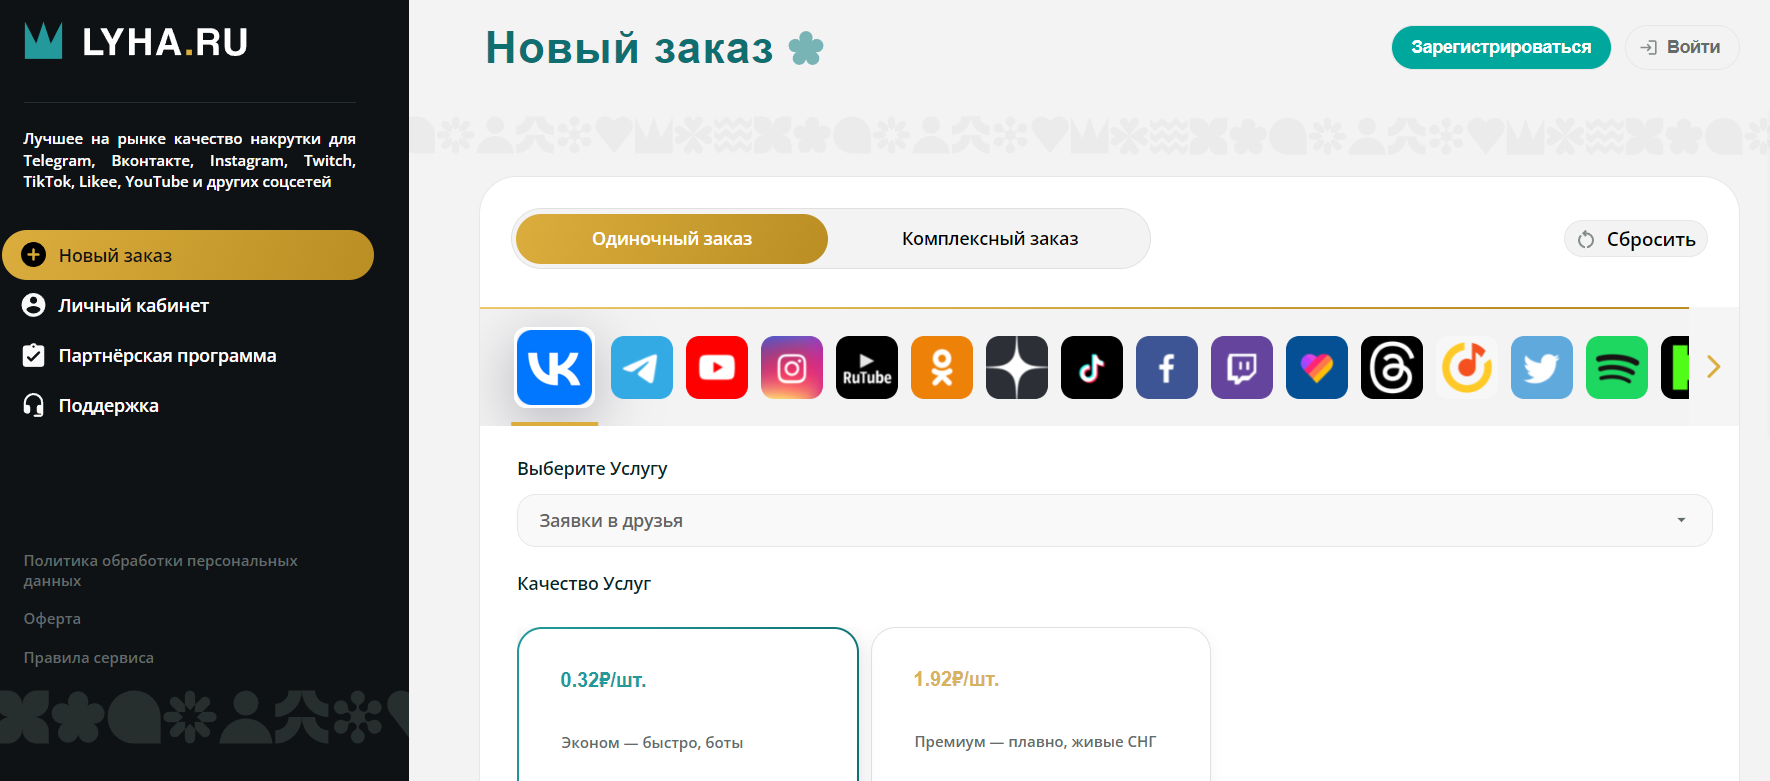 LYHA.RU
Лучшее на рынке качество накрутки для
Telegram, Вконтакте, Instagram, Twitch,
TikTok, Likee, YouTube и других соцсетей
Новый заказ
Личный кабинет
Партнёрская программа
Поддержка
Политика обработки персональных
данных
Оферта
Правила сервиса
Новый заказ
Зарегистрироваться
Войти
Одиночный заказ
Комплексный заказ
Сбросить
RuTube
Выберите Услугу
Заявки в друзья
Качество Услуг
0.32₽/шт.
Эконом — быстро, боты
1.92₽/шт.
Премиум — плавно, живые СНГ